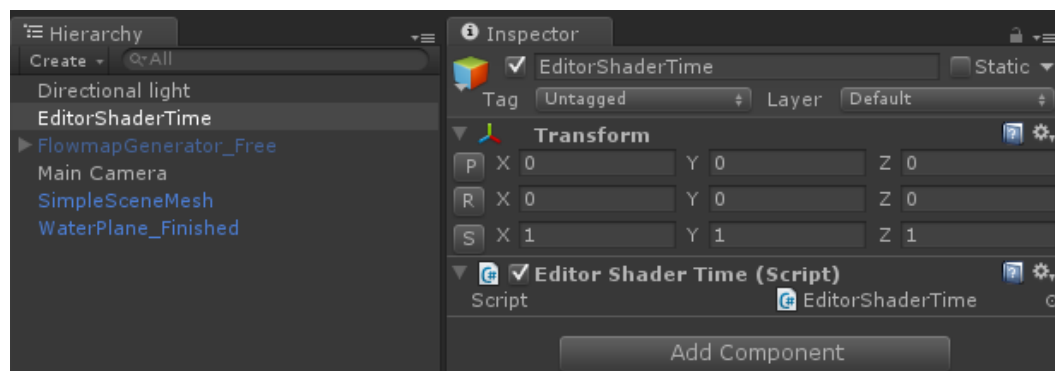 Hierarchy
Create All
Directional light
EditorShaderTime
FlowmapGenerator_Free
Main Camera
SimpleSceneMesh
WaterPlane_Finished
Inspector
EditorShaderTime Static
Tag Untagged Layer Default
Transform
P X 0 Y 0 Z 0
R X 0 Y 0 Z 0
S X 1 Y 1 Z 1
Editor Shader Time (Script)
Script EditorShaderTime
Add Component